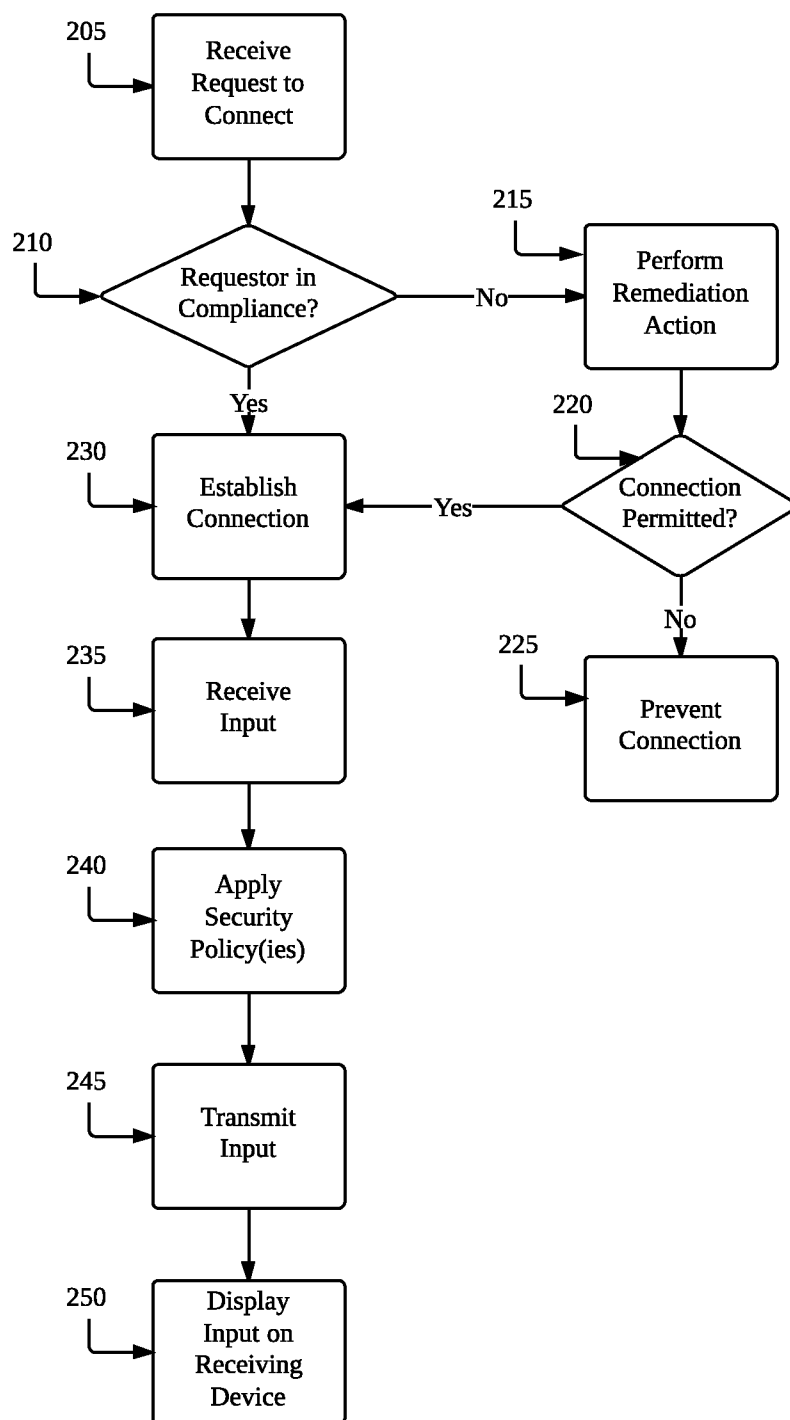 205
Receive
Request to
Connect
210
Requestor in
Compliance?
No
215
Perform
Remediation
Action
Yes
220
Connection
Permitted?
230
Establish
Connection
Yes
No
225
Prevent
Connection
235
Receive
Input
240
Apply
Security
Policy(ies)
245
Transmit
Input
250
Display
Input on
Receiving
Device